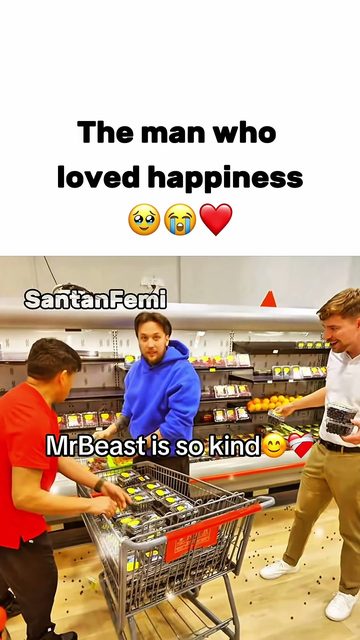 The man who
loved happiness
🥹😭❤️
SantanFemi
MrBeast is so kind😊❤️‍🩹